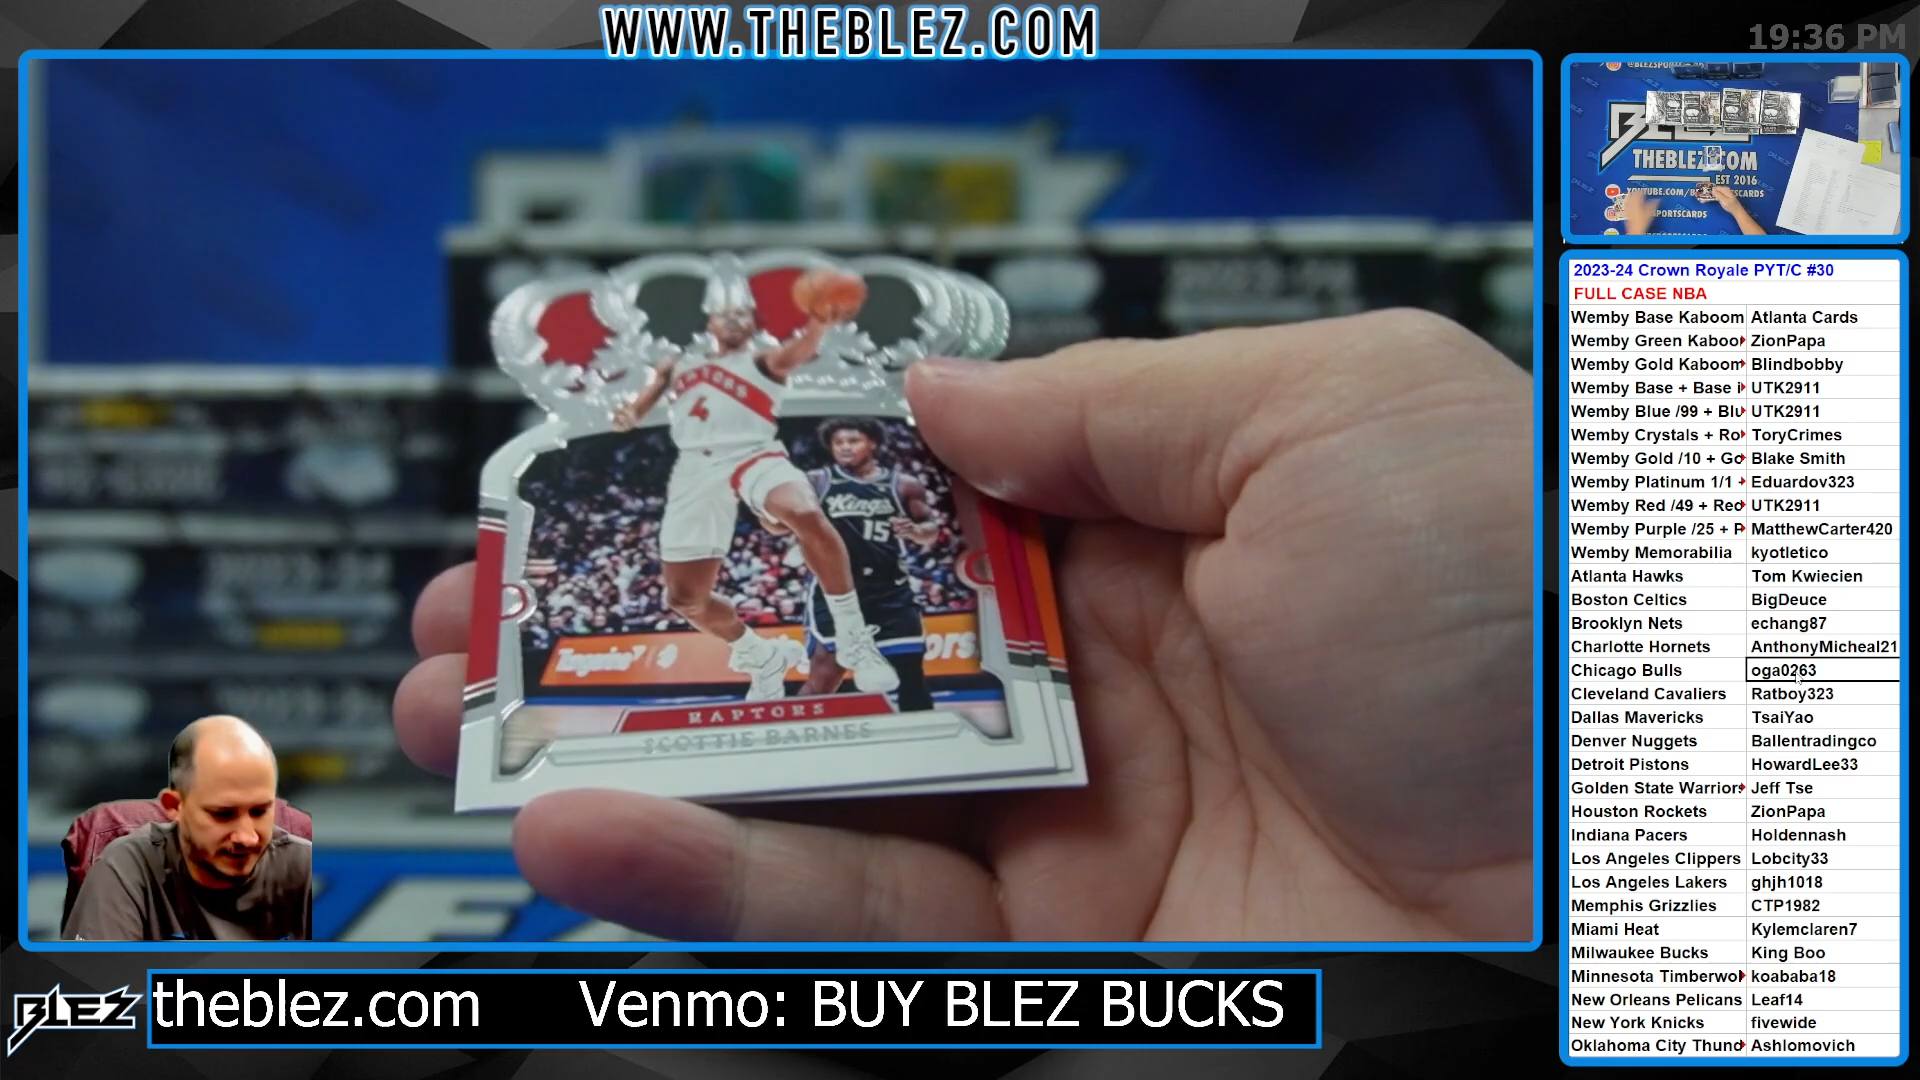 WWW.THEBLEZ.COM
19:36 PM
THEBLEZ.COM
EST 2016
RAPTORS
4
Kings
15
RAPTORS
SCOTTIE BARNES
2023-24 Crown Royale PYT/C #30
FULL CASE NBA
Wemby Base Kaboom Atlanta Cards
Wemby Green Kaboo ZionPapa
Wemby Gold Kaboom Blindbobby
Wemby Base + Base i UTK2911
Wemby Blue /99 + Blu UTK2911
Wemby Crystals + Ro ToryCrimes
Wemby Gold /10 + Go Blake Smith
Wemby Platinum 1/1 + Eduardov323
Wemby Red /49 + Red UTK2911
Wemby Purple /25 + P MatthewCarter420
Wemby Memorabilia kyotletico
Atlanta Hawks Tom Kwiecien
Boston Celtics BigDeuce
Brooklyn Nets echang87
Charlotte Hornets AnthonyMicheal21
Chicago Bulls oga0263
Cleveland Cavaliers Ratboy323
Dallas Mavericks TsaiYao
Denver Nuggets Ballentradingco
Detroit Pistons HowardLee33
Golden State Warriors Jeff Tse
Houston Rockets ZionPapa
Indiana Pacers Holdennash
Los Angeles Clippers Lobcity33
Los Angeles Lakers ghjh1018
Memphis Grizzlies CTP1982
Miami Heat Kylemclaren7
Milwaukee Bucks King Boo
Minnesota Timberwol koababa18
New Orleans Pelicans Leaf14
New York Knicks fivewide
Oklahoma City Thund Ashlomovich
BLEZ
theblez.com Venmo: BUY BLEZ BUCKS